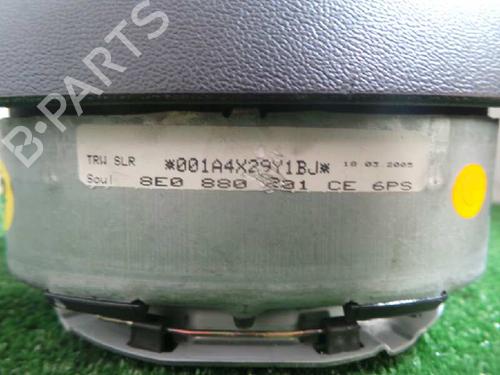 B-PARTS
TRW SLR *001A4X29Y1BJ* 18 03 2005
Soul 8E0 880 201 CE 6PS